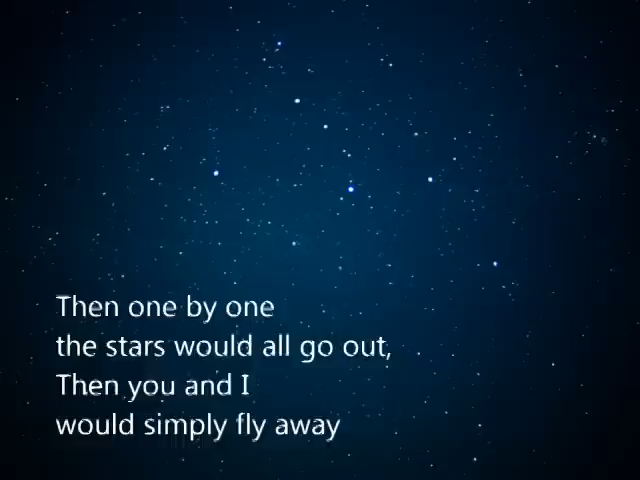 Then one by one
the stars would all go out,
Then you and I
would simply fly away